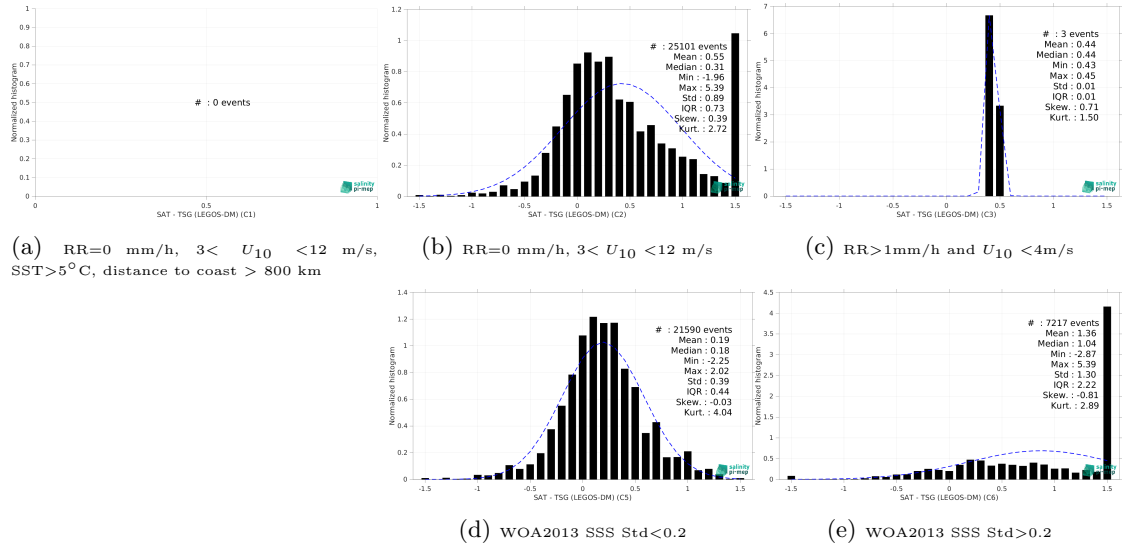 1
0.9
0.8
0.7
0.6
0.5
0.4
0.3
0.2
0.1
0
Normalized histogram
# : 0 events
salinity
pi-mep
0 0.5 1
SAT - TSG (LEGOS-DM) (C1)
(a) RR=0 mm/h, 3< U10 <12 m/s,
SST>5°C, distance to coast > 800 km
1.2
1
0.8
0.6
0.4
0.2
0
Normalized histogram
# : 25101 events
Mean : 0.55
Median : 0.31
Min : -1.96
Max : 5.39
Std : 0.89
IQR : 0.73
Skew. : 0.39
Kurt. : 2.72
salinity
pi-mep
-1.5 -1 -0.5 0 0.5 1 1.5
SAT - TSG (LEGOS-DM) (C2)
(b) RR=0 mm/h, 3< U10 <12 m/s
7
6
5
4
3
2
1
0
Normalized histogram
# : 3 events
Mean : 0.44
Median : 0.44
Min : 0.43
Max : 0.45
Std : 0.01
IQR : 0.01
Skew. : 0.71
Kurt. : 1.50
salinity
pi-mep
-1.5 -1 -0.5 0 0.5 1 1.5
SAT - TSG (LEGOS-DM) (C3)
(c) RR>1mm/h and U10 <4m/s
1.4
1.2
1
0.8
0.6
0.4
0.2
0
Normalized histogram
# : 21590 events
Mean : 0.19
Median : 0.18
Min : -2.25
Max : 2.02
Std : 0.39
IQR : 0.44
Skew. : -0.03
Kurt. : 4.04
salinity
pi-mep
-1.5 -1 -0.5 0 0.5 1 1.5
SAT - TSG (LEGOS-DM) (C5)
(d) WOA2013 SSS Std<0.2
4.5
4
3.5
3
2.5
2
1.5
1
0.5
0
Normalized histogram
# : 7217 events
Mean : 1.36
Median : 1.04
Min : -2.87
Max : 5.39
Std : 1.30
IQR : 2.22
Skew. : -0.81
Kurt. : 2.89
salinity
pi-mep
-1.5 -1 -0.5 0 0.5 1 1.5
SAT - TSG (LEGOS-DM) (C6)
(e) WOA2013 SSS Std>0.2